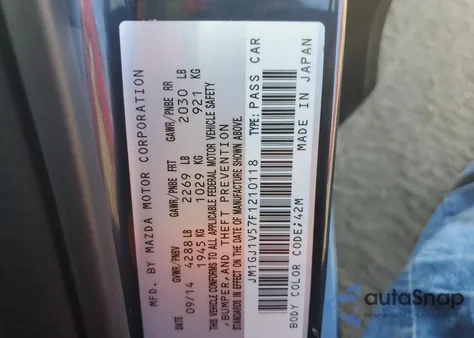 MFD. BY MAZDA MOTOR CORPORATION
GVWR/PNBV GAWR/PNBE FRT GAWR/PNBE RR
09/14 4288 LB 2269 LB 2030 LB
1945 KG 1029 KG 921 KG
THIS VEHICLE CONFORMS TO ALL APPLICABLE FEDERAL MOTOR VEHICLE SAFETY
,BUMPER,AND THEFT PREVENTION
STANDARDS IN EFFECT ON THE DATE OF MANUFACTURE SHOWN ABOVE.
JM1GJ1V57F1210118 TYPE: PASS CAR
BODY COLOR CODE;42M MADE IN JAPAN
autoSnap